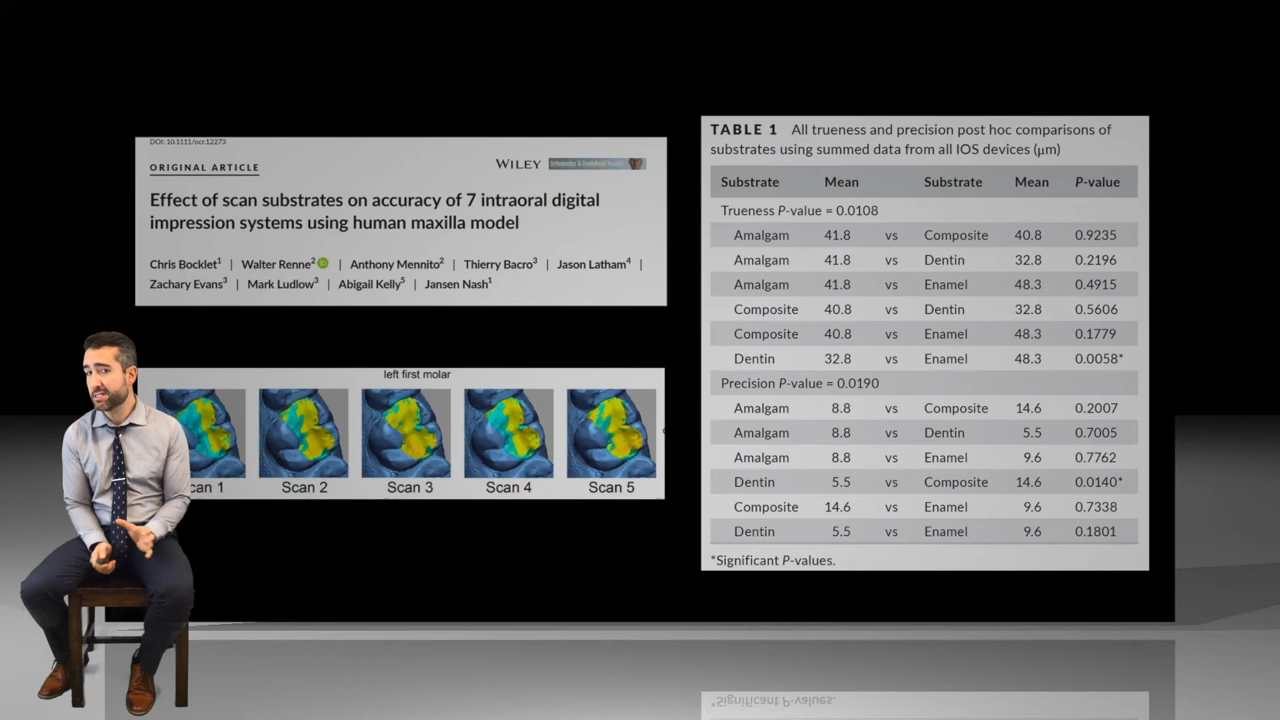 DOI: 10.1111/ocr.12273
ORIGINAL ARTICLE
WILEY
Effect of scan substrates on accuracy of 7 intraoral digital
impression systems using human maxilla model
Chris Bocklet1 | Walter Renne2 | Anthony Mennito2 | Thierry Bacro3 | Jason Latham4 |
Zachary Evans3 | Mark Ludlow3 | Abigail Kelly5 | Jansen Nash1
left first molar
can 1 Scan 2 Scan 3 Scan 4 Scan 5
TABLE 1 All trueness and precision post hoc comparisons of
substrates using summed data from all IOS devices (μm)
Substrate Mean Substrate Mean P-value
Trueness P-value = 0.0108
Amalgam 41.8 vs Composite 40.8 0.9235
Amalgam 41.8 vs Dentin 32.8 0.2196
Amalgam 41.8 vs Enamel 48.3 0.4915
Composite 40.8 vs Dentin 32.8 0.5606
Composite 40.8 vs Enamel 48.3 0.1779
Dentin 32.8 vs Enamel 48.3 0.0058*
Precision P-value = 0.0190
Amalgam 8.8 vs Composite 14.6 0.2007
Amalgam 8.8 vs Dentin 5.5 0.7005
Amalgam 8.8 vs Enamel 9.6 0.7762
Dentin 5.5 vs Composite 14.6 0.0140*
Composite 14.6 vs Enamel 9.6 0.7338
Dentin 5.5 vs Enamel 9.6 0.1801
*Significant P-values.